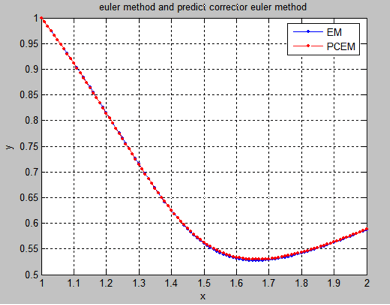 euler method and predict corrector euler method
EM
PCEM
y
1
0.95
0.9
0.85
0.8
0.75
0.7
0.65
0.6
0.55
0.5
1 1.1 1.2 1.3 1.4 1.5 1.6 1.7 1.8 1.9 2
x